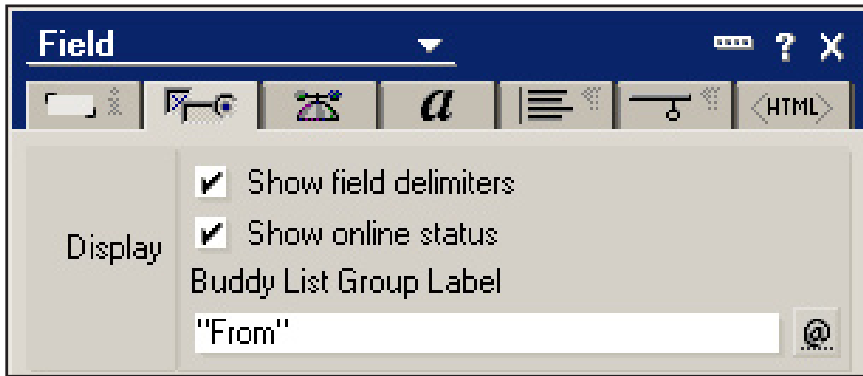 Field ? X
a <HTML>
Show field delimiters
Show online status
Display
Buddy List Group Label
"From" @